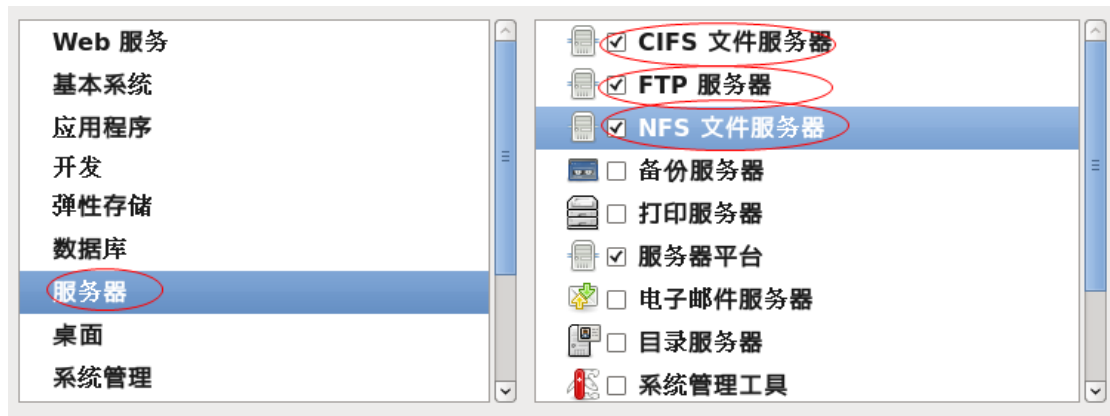 Web 服务
基本系统
应用程序
开发
弹性存储
数据库
服务器
桌面
系统管理
CIFS 文件服务器
FTP 服务器
NFS 文件服务器
备份服务器
打印服务器
服务器平台
电子邮件服务器
目录服务器
系统管理工具